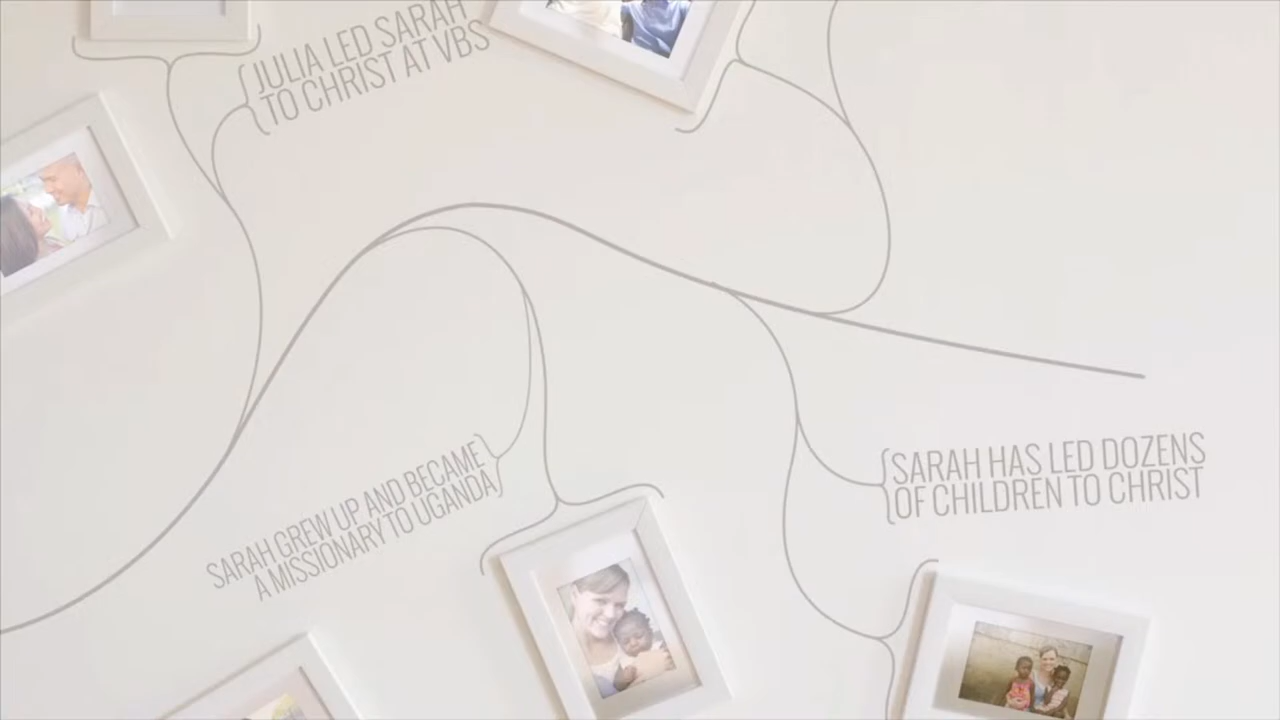 JULIA LED SARAH
TO CHRIST AT VBS
SARAH GREW UP AND BECAME
A MISSIONARY TO UGANDA
SARAH HAS LED DOZENS
OF CHILDREN TO CHRIST